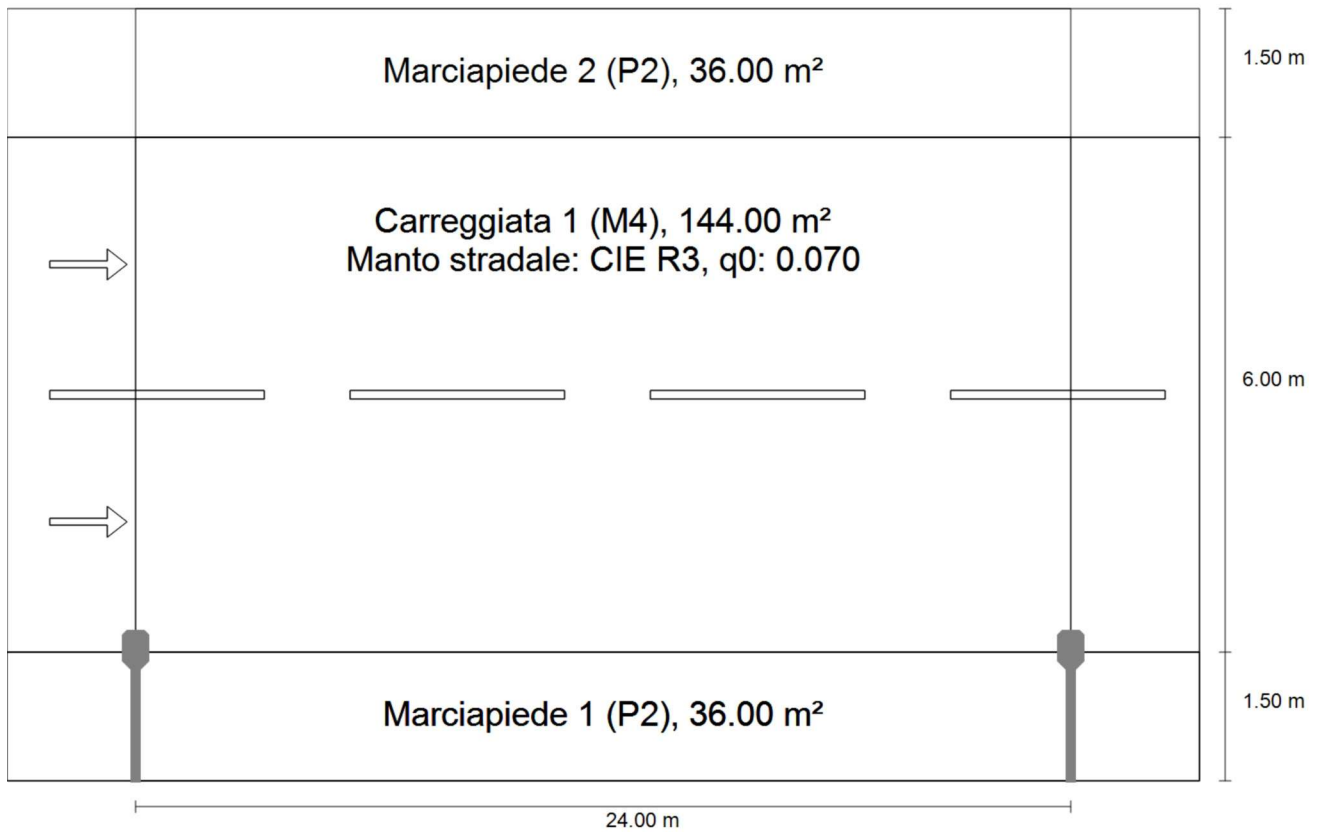 Marciapiede 2 (P2), 36.00 m²
1.50 m
Carreggiata 1 (M4), 144.00 m²
Manto stradale: CIE R3, q0: 0.070
6.00 m
Marciapiede 1 (P2), 36.00 m²
1.50 m
24.00 m